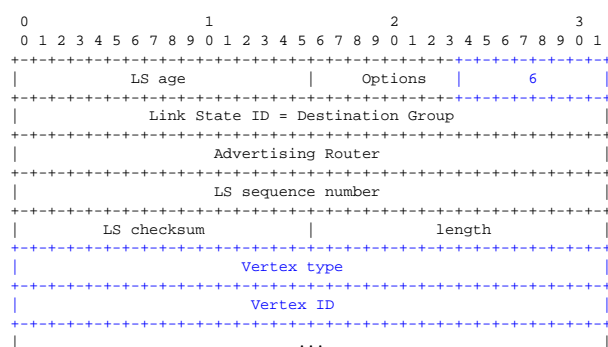 0                   1                   2                   3
0 1 2 3 4 5 6 7 8 9 0 1 2 3 4 5 6 7 8 9 0 1 2 3 4 5 6 7 8 9 0 1
+-+-+-+-+-+-+-+-+-+-+-+-+-+-+-+-+-+-+-+-+-+-+-+-+-+-+-+-+-+-+-+-+
| LS age | Options | 6 |
+-+-+-+-+-+-+-+-+-+-+-+-+-+-+-+-+-+-+-+-+-+-+-+-+-+-+-+-+-+-+-+-+
| Link State ID = Destination Group |
+-+-+-+-+-+-+-+-+-+-+-+-+-+-+-+-+-+-+-+-+-+-+-+-+-+-+-+-+-+-+-+-+
| Advertising Router |
+-+-+-+-+-+-+-+-+-+-+-+-+-+-+-+-+-+-+-+-+-+-+-+-+-+-+-+-+-+-+-+-+
| LS sequence number |
+-+-+-+-+-+-+-+-+-+-+-+-+-+-+-+-+-+-+-+-+-+-+-+-+-+-+-+-+-+-+-+-+
| LS checksum | length |
+-+-+-+-+-+-+-+-+-+-+-+-+-+-+-+-+-+-+-+-+-+-+-+-+-+-+-+-+-+-+-+-+
| Vertex type |
+-+-+-+-+-+-+-+-+-+-+-+-+-+-+-+-+-+-+-+-+-+-+-+-+-+-+-+-+-+-+-+-+
| Vertex ID |
+-+-+-+-+-+-+-+-+-+-+-+-+-+-+-+-+-+-+-+-+-+-+-+-+-+-+-+-+-+-+-+-+
| ... |